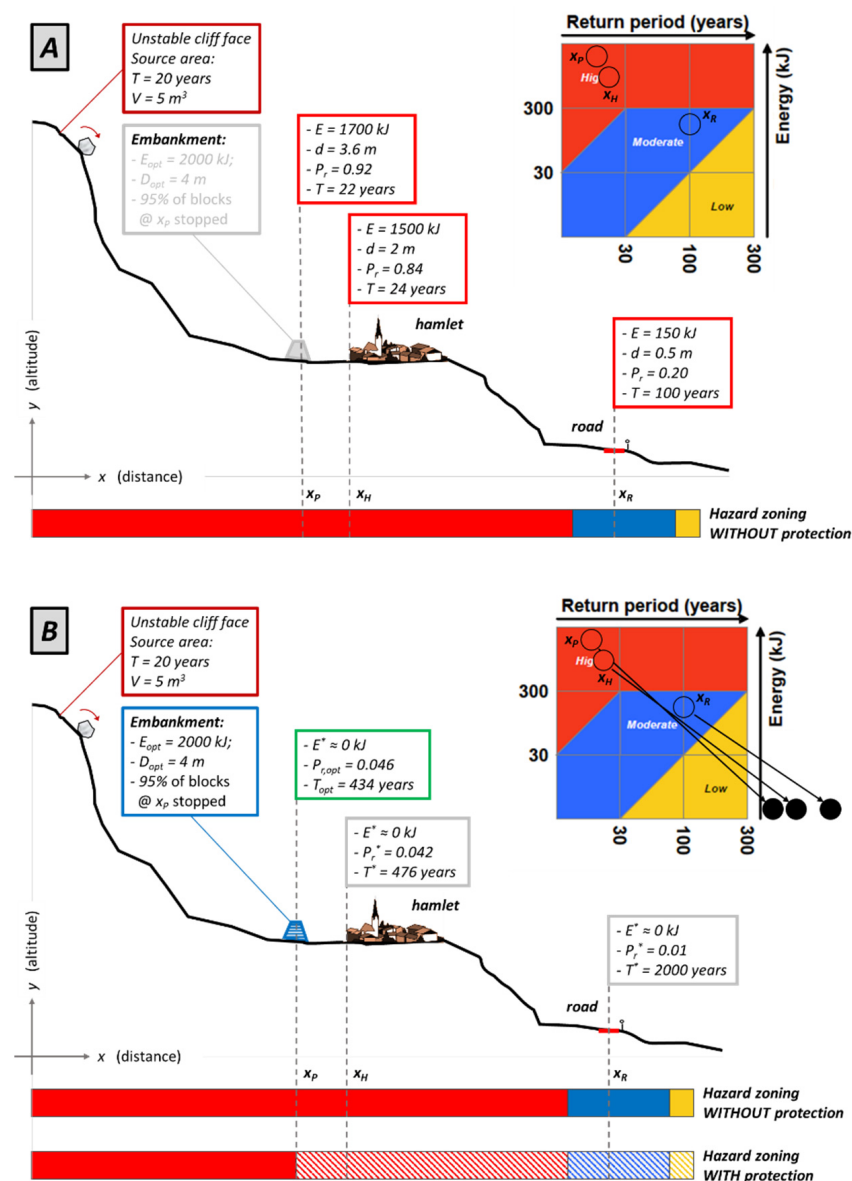 A
Unstable cliff face
Source area:
T = 20 years
V = 5 m³
Embankment:
- Eopt = 2000 kJ;
- Dopt = 4 m
- 95% of blocks
@ xP stopped
- E = 1700 kJ
- d = 3.6 m
- Pr = 0.92
- T = 22 years
- E = 1500 kJ
- d = 2 m
- Pr = 0.84
- T = 24 years
hamlet
- E = 150 kJ
- d = 0.5 m
- Pr = 0.20
- T = 100 years
road
Return period (years)
xP
Hig
xH
xR
300
Moderate
30
Low
30
100
300
Energy (kJ)
y (altitude)
x (distance)
xP
xH
xR
Hazard zoning
WITHOUT protection
B
Unstable cliff face
Source area:
T = 20 years
V = 5 m³
Embankment:
- Eopt = 2000 kJ;
- Dopt = 4 m
- 95% of blocks
@ xP stopped
- E* ≈ 0 kJ
- Pr,opt = 0.046
- Topt = 434 years
- E* ≈ 0 kJ
- Pr* = 0.042
- T* = 476 years
hamlet
- E* ≈ 0 kJ
- Pr* = 0.01
- T* = 2000 years
road
Return period (years)
xP
Hig
xH
xR
300
Moderate
30
Low
30
100
300
Energy (kJ)
y (altitude)
x (distance)
xP
xH
xR
Hazard zoning
WITHOUT protection
Hazard zoning
WITH protection